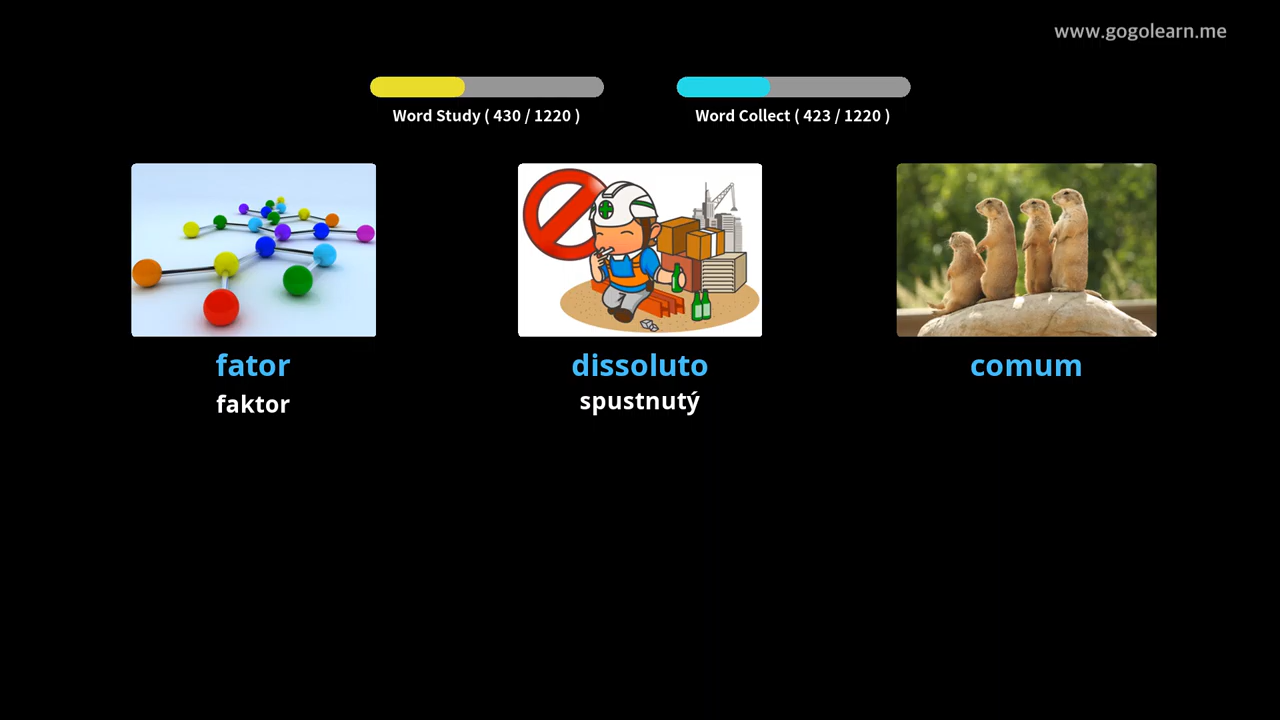 www.gogolearn.me
Word Study ( 430 / 1220 )
Word Collect ( 423 / 1220 )
fator
faktor
dissoluto
spustnutý
comum